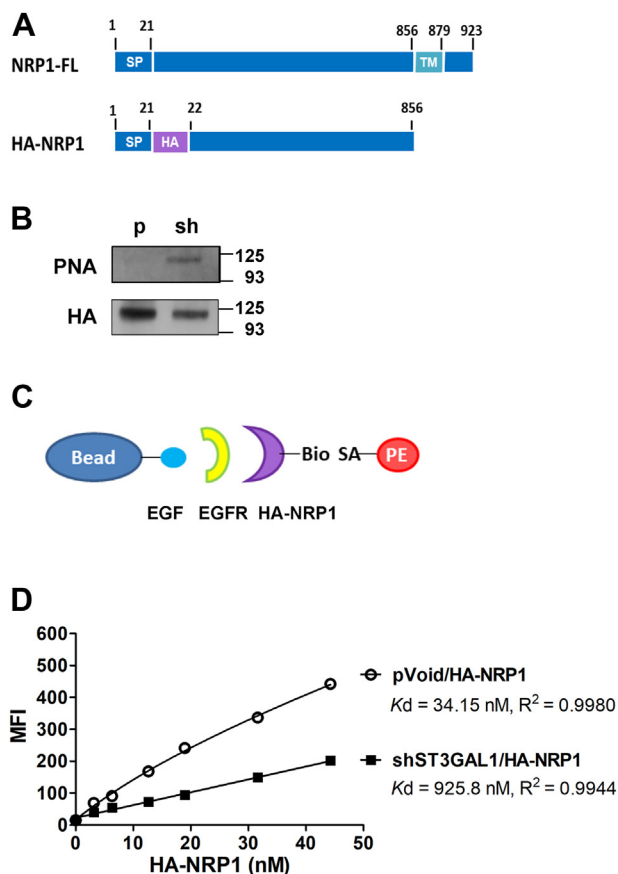 A
1 21 856 879 923
NRP1-FL SP TM
1 21 22 856
HA-NRP1 SP HA
B
p sh
PNA 125
93
HA 125
93
C
Bead Bio SA PE
EGF EGFR HA-NRP1
D
600
500
400
300
200
100
0
0 10 20 30 40 50
MFI
HA-NRP1 (nM)
pVoid/HA-NRP1
Kd = 34.15 nM, R² = 0.9980
shST3GAL1/HA-NRP1
Kd = 925.8 nM, R² = 0.9944